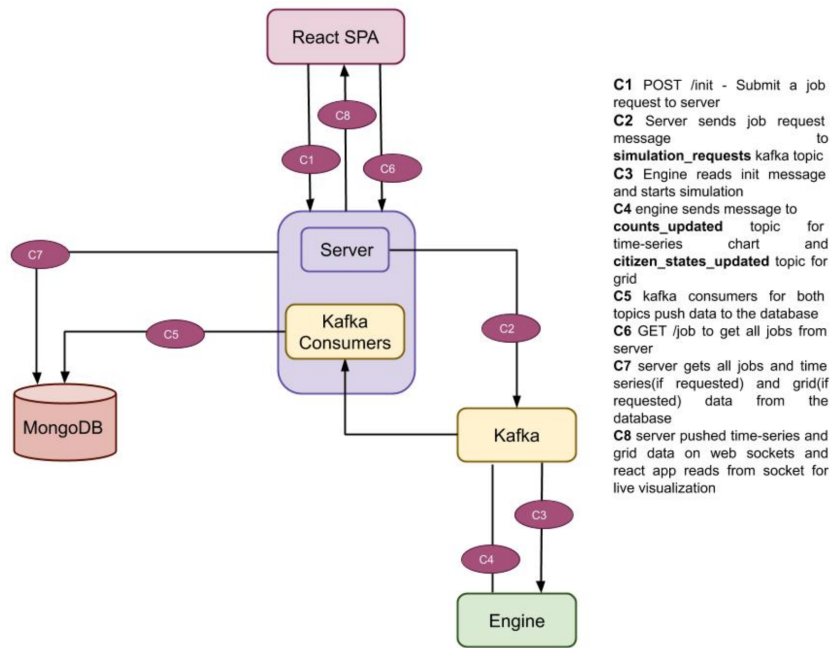 React SPA
C8
C1
C6
Server
C7
Kafka
Consumers
C5
C2
MongoDB
Kafka
C3
C4
Engine
C1 POST /init - Submit a job
request to server
C2 Server sends job request
message to
simulation_requests kafka topic
C3 Engine reads init message
and starts simulation
C4 engine sends message to
counts_updated topic for
time-series chart and
citizen_states_updated topic for
grid
C5 kafka consumers for both
topics push data to the database
C6 GET /job to get all jobs from
server
C7 server gets all jobs and time
series(if requested) and grid(if
requested) data from the
database
C8 server pushed time-series and
grid data on web sockets and
react app reads from socket for
live visualization